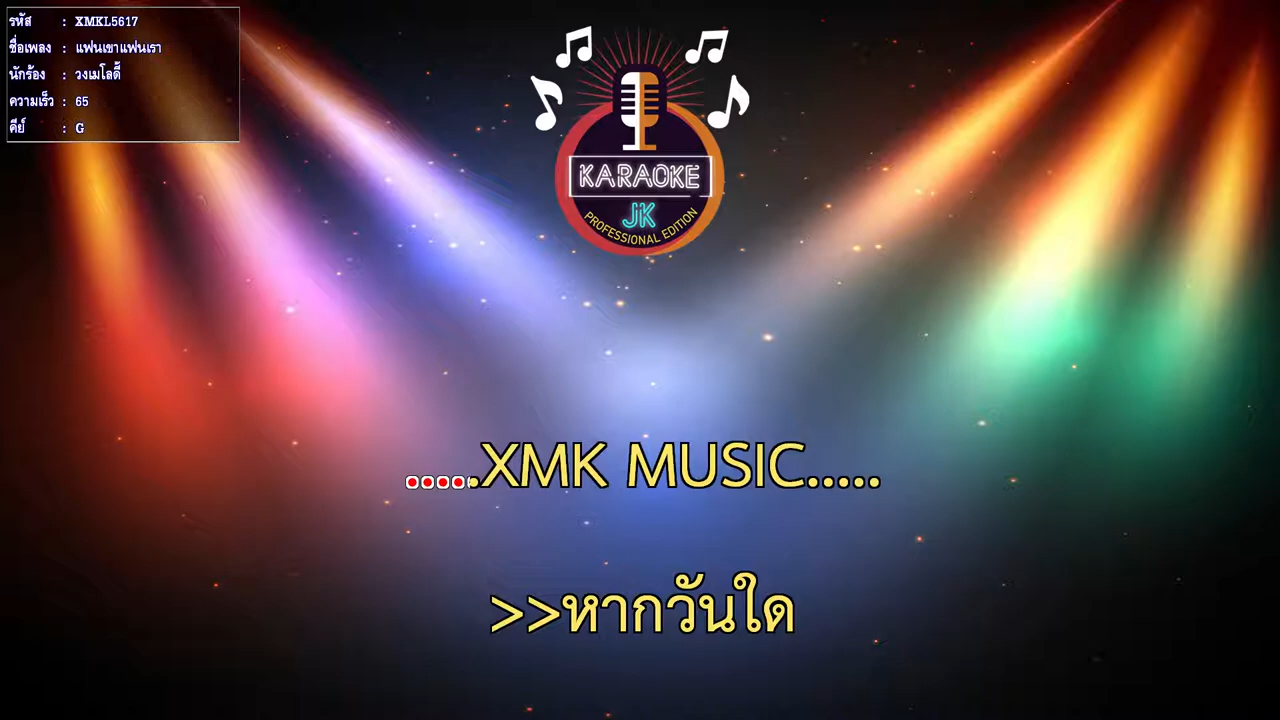 รหัส : XMKL5617
ชื่อเพลง : แฟนเขาแฟนเรา
นักร้อง : วงเมโลดี้
ความเร็ว : 65
คีย์ : G
KARAOKE
JK
PROFESSIONAL EDITION
.....XMK MUSIC.....
>>หากวันใด